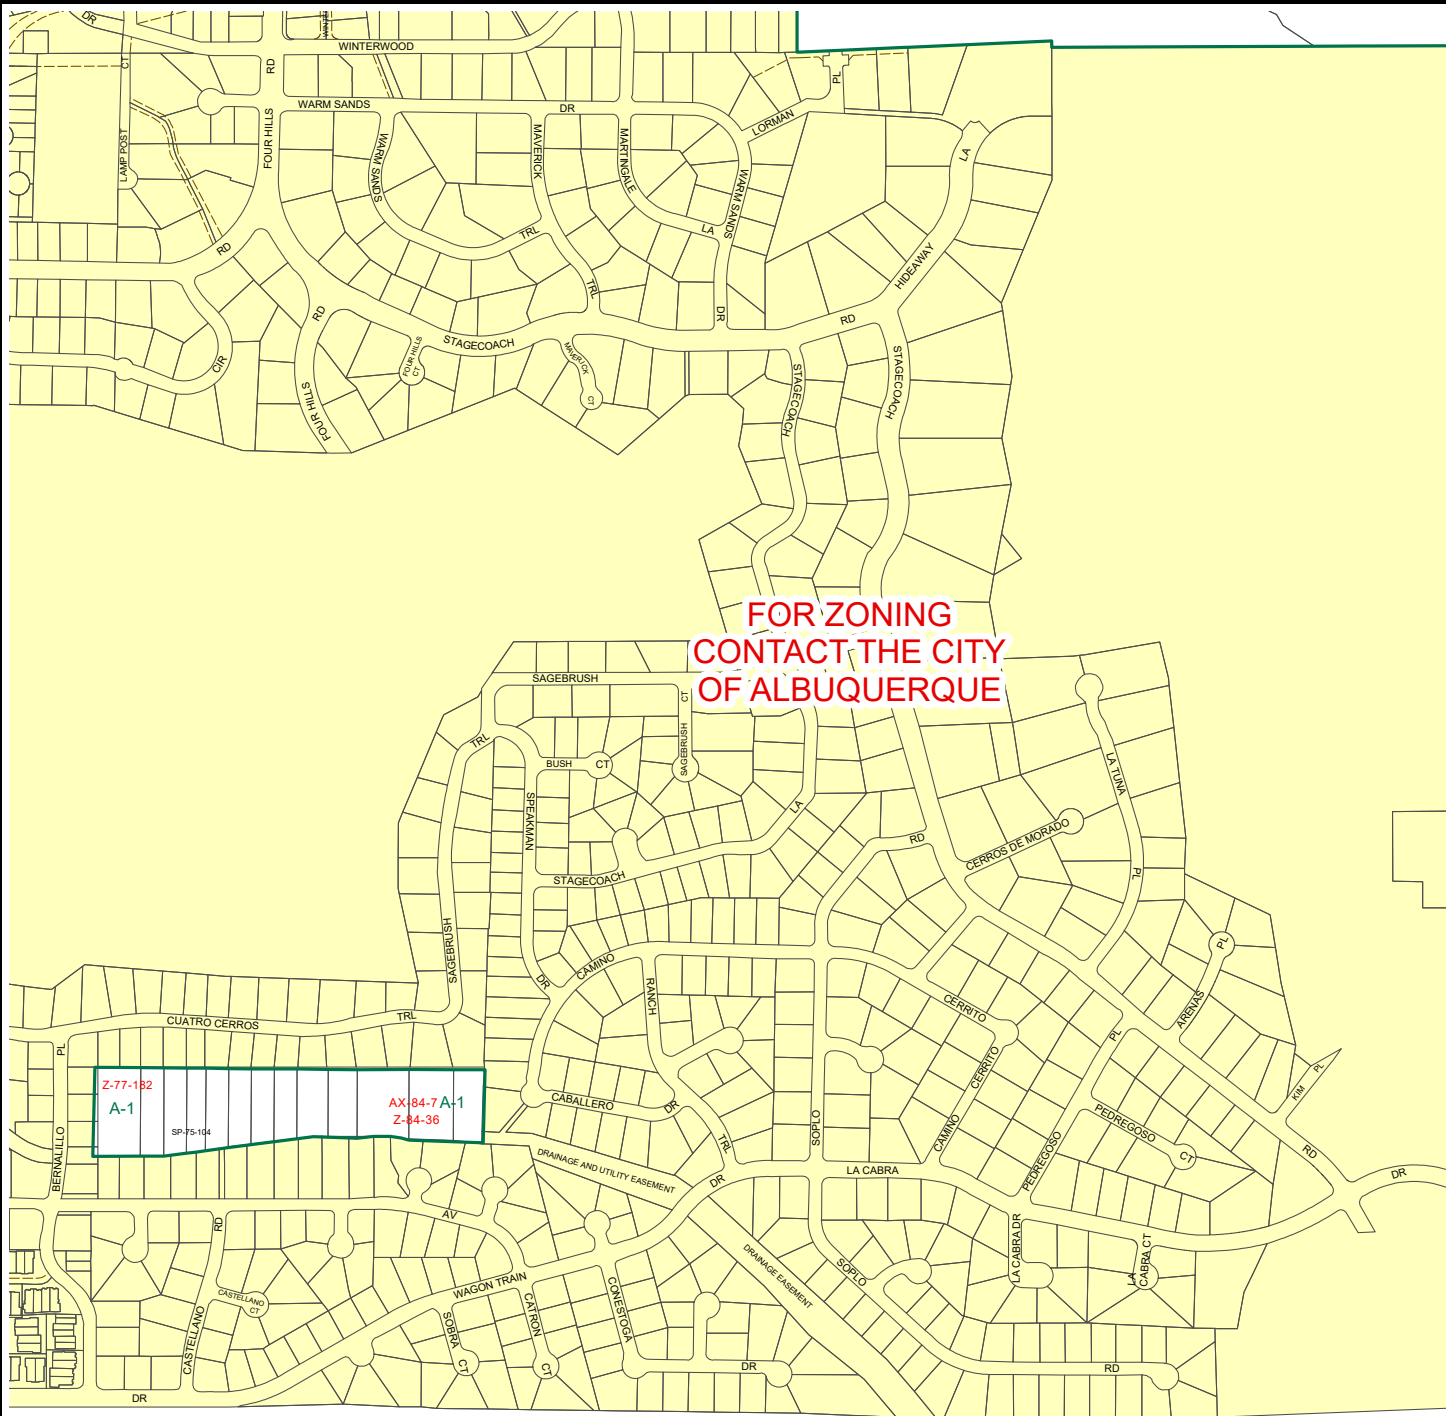 DR
WINTER
WINTERWOOD
CT
RD
PL
WARM SANDS
DR
LORMAN
FOUR HILLS
LAMP POST
WARM SANDS
MAVERICK
MARTINGALE
LA
WARM SANDS
TRL
LA
RD
HIDEAWAY
TRL
RD
DR
RD
STAGECOACH
FOUR HILLS
CT
MAVERICK
CT
CIR
STAGECOACH
STAGECOACH
FOUR HILLS
FOR ZONING
CONTACT THE CITY
OF ALBUQUERQUE
SAGEBRUSH
CT
TRL
SAGEBRUSH
BUSH
CT
LA TUNA
SPEAKMAN
LA
RD
CERROS DE MORADO
STAGECOACH
PL
SAGEBRUSH
PL
CAMINO
DR
RANCH
CERRITO
ARENAS
CUATRO CERROS
TRL
PL
PL
CERRITO
KIM
PL
Z-77-182
A-1
AX-84-7
A-1
Z-84-36
SP-75-104
CABALLERO
DR
PEDREGOSO
CT
SOPLO
CAMINO
TRL
BERNALILLO
DRAINAGE AND UTILITY EASEMENT
DR
LA CABRA
PEDREGOSO
RD
DR
AV
RD
DRAINAGE EASEMENT
LA CABRA DR
LA
CABRA CT
SOPLO
WAGON TRAIN
CASTELLANO
CT
CONESTOGA
CATRON
SOBRA
CASTELLANO
CT
CT
DR
RD
DR